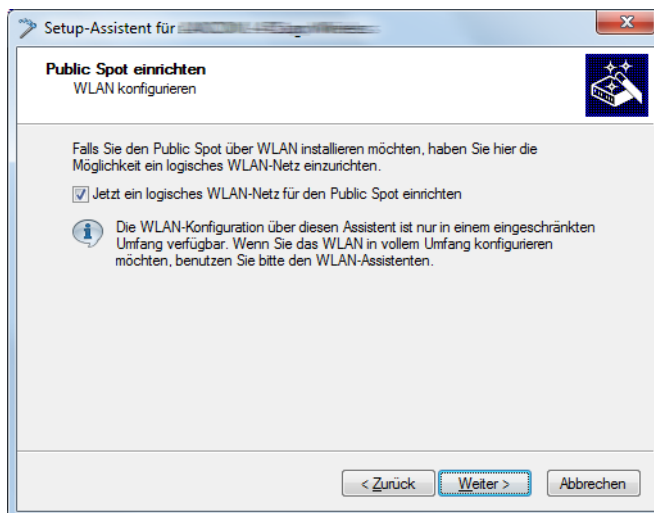 Setup-Assistent für
Public Spot einrichten
WLAN konfigurieren
Falls Sie den Public Spot über WLAN installieren möchten, haben Sie hier die
Möglichkeit ein logisches WLAN-Netz einzurichten.
Jetzt ein logisches WLAN-Netz für den Public Spot einrichten
Die WLAN-Konfiguration über diesen Assistent ist nur in einem eingeschränkten
Umfang verfügbar. Wenn Sie das WLAN in vollem Umfang konfigurieren
möchten, benutzen Sie bitte den WLAN-Assistenten.
< Zurück Weiter > Abbrechen